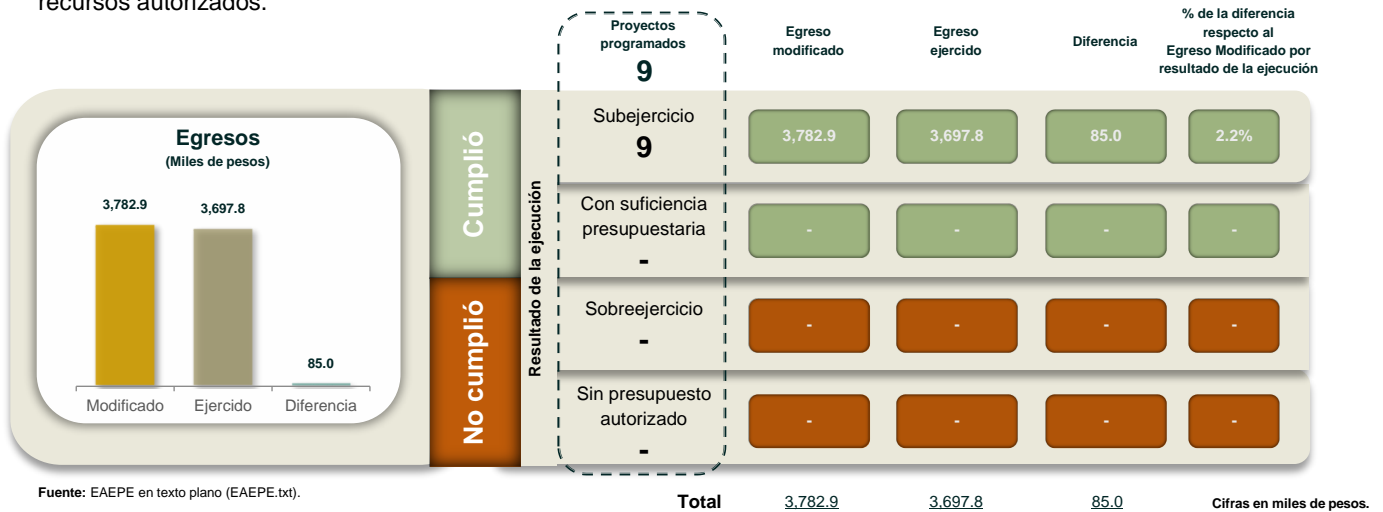 recursos autorizados.
Proyectos
programados
9
Egreso
modificado
Egreso
ejercido
Diferencia
% de la diferencia
respecto al
Egreso Modificado por
resultado de la ejecución
Egresos
(Miles de pesos)
3,782.9
3,697.8
85.0
Modificado
Ejercido
Diferencia
Cumplió
No cumplió
Resultado de la ejecución
Subejercicio
9
3,782.9
3,697.8
85.0
2.2%
Con suficiencia
presupuestaria
-
-
-
-
-
Sobreejercicio
-
-
-
-
-
Sin presupuesto
autorizado
-
-
-
-
-
Fuente: EAEPE en texto plano (EAEPE.txt).
Total 3,782.9 3,697.8 85.0 Cifras en miles de pesos.